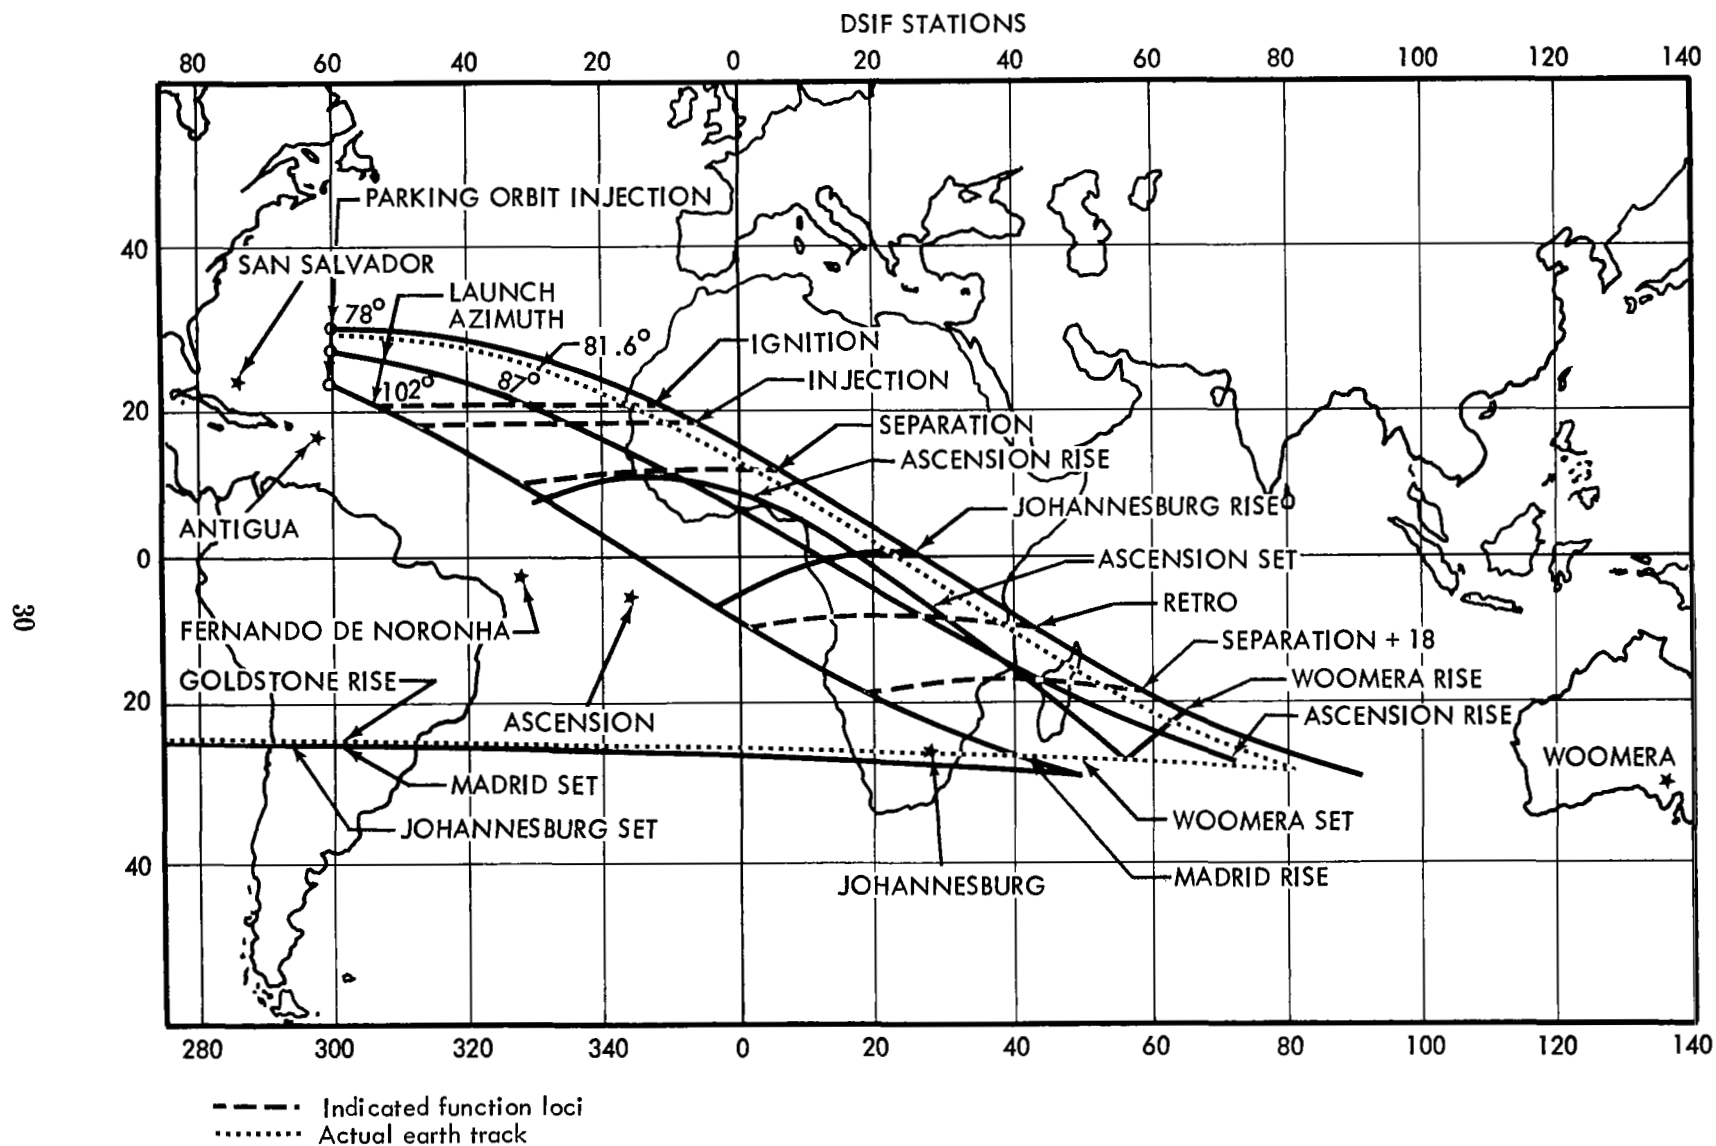 DSIF STATIONS
80 60 40 20 0 20 40 60 80 100 120 140
PARKING ORBIT INJECTION
40
SAN SALVADOR
LAUNCH
AZIMUTH
78°
81.6°
IGNITION
87°
102°
INJECTION
20
SEPARATION
ASCENSION RISE
JOHANNESBURG RISE
ANTIGUA
0
ASCENSION SET
RETRO
30
FERNANDO DE NORONHA
SEPARATION + 18
GOLDSTONE RISE
WOOMERA RISE
20
ASCENSION
ASCENSION RISE
WOOMERA
MADRID SET
WOOMERA SET
JOHANNESBURG SET
40
JOHANNESBURG
MADRID RISE
280 300 320 340 0 20 40 60 80 100 120 140
Indicated function loci
Actual earth track